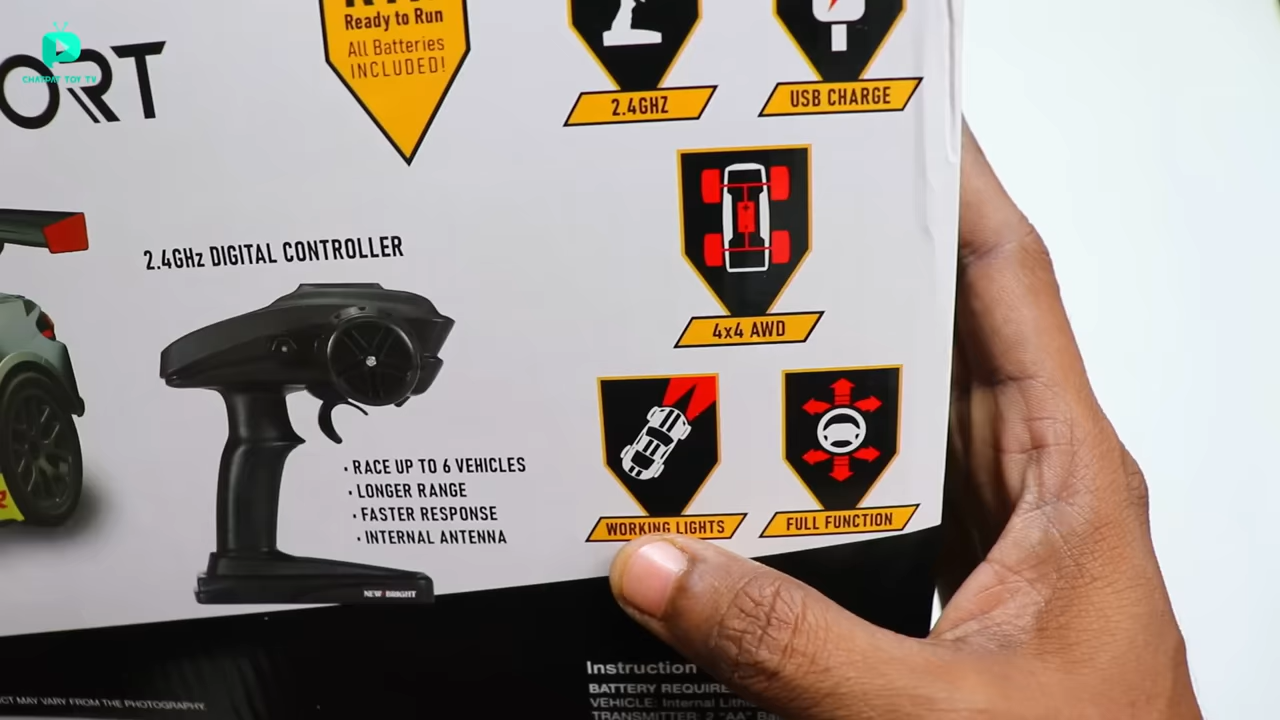 CHATPAT TOY TV
ORT
Ready to Run
All Batteries
INCLUDED!
2.4GHZ
USB CHARGE
4x4 AWD
2.4GHz DIGITAL CONTROLLER
• RACE UP TO 6 VEHICLES
• LONGER RANGE
• FASTER RESPONSE
• INTERNAL ANTENNA
WORKING LIGHTS
FULL FUNCTION
NEW BRIGHT
Instruction
BATTERY REQUIRE
VEHICLE: Internal Lithi
TRANSMITTER: 2 "AA" Ba
CT MAY VARY FROM THE PHOTOGRAPHY.